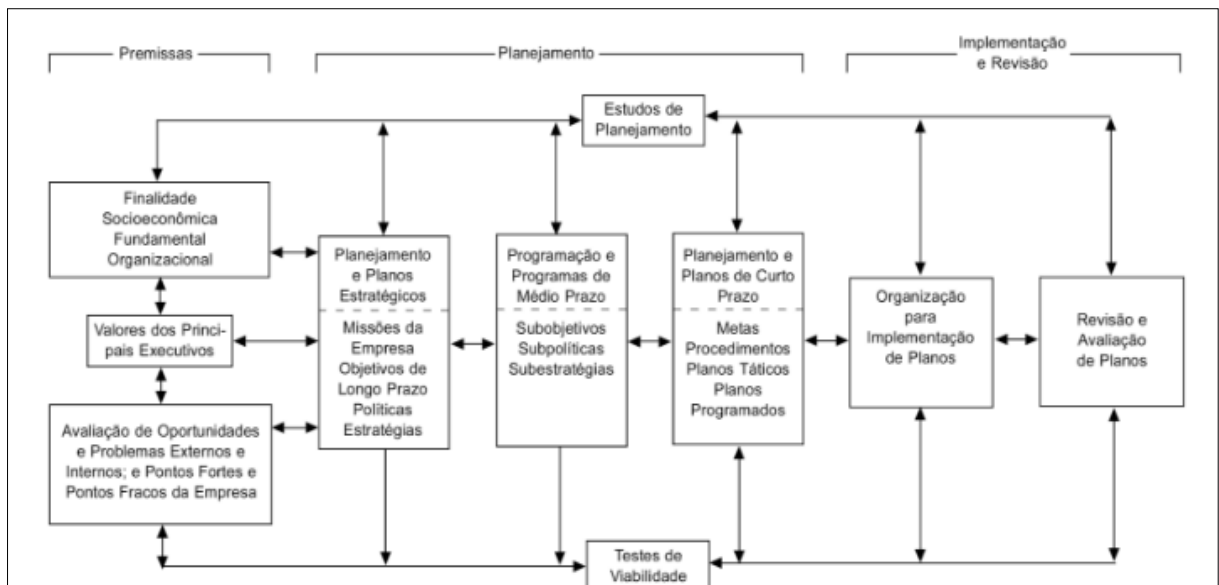 Premissas
Planejamento
Implementação
e Revisão
Estudos de
Planejamento
Finalidade
Socioeconômica
Fundamental
Organizacional
Valores dos Princi-
pais Executivos
Avaliação de Oportunidades
e Problemas Externos e
Internos; e Pontos Fortes e
Pontos Fracos da Empresa
Planejamento
e Planos
Estratégicos
Missões da
Empresa
Objetivos de
Longo Prazo
Políticas
Estratégias
Programação e
Programas de
Médio Prazo
Subobjetivos
Subpolíticas
Subestratégias
Planejamento e
Planos de Curto
Prazo
Metas
Procedimentos
Planos Táticos
Planos
Programados
Organização
para
Implementação
de Planos
Revisão e
Avaliação
de Planos
Testes de
Viabilidade